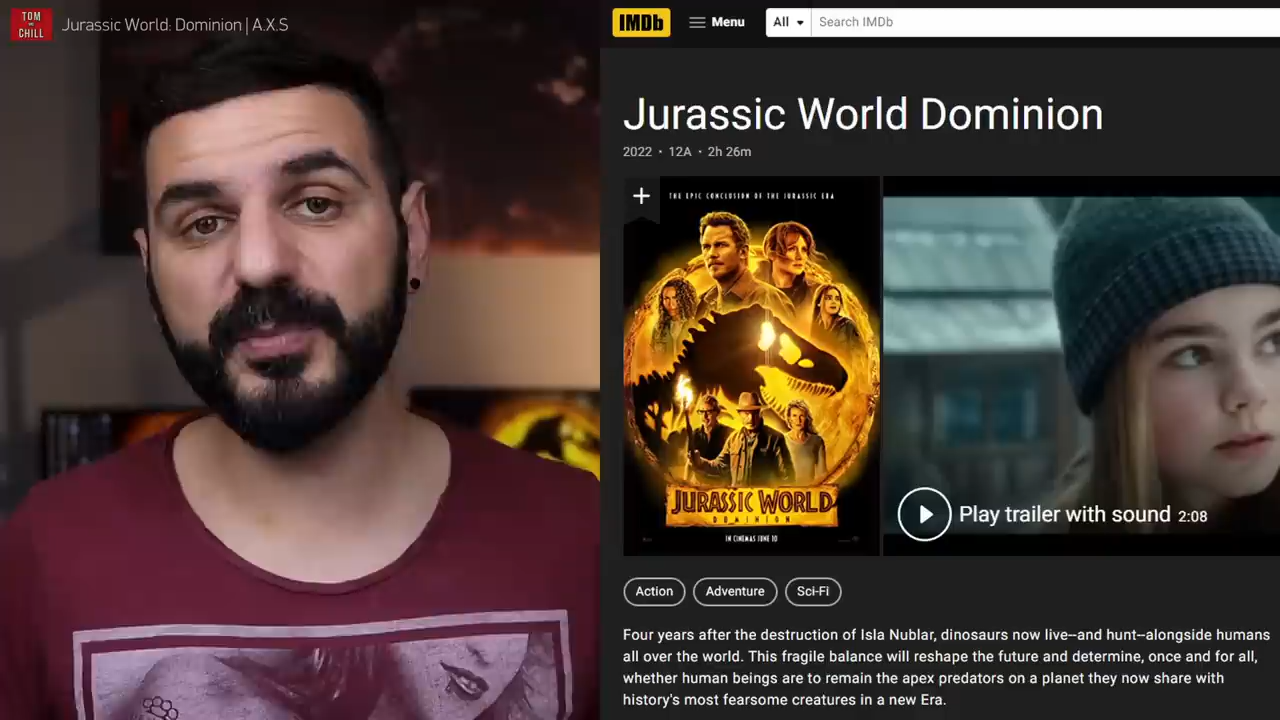 TOM
CHILL
Jurassic World: Dominion | A.X.S
IMDb
Menu
All
Search IMDb
Jurassic World Dominion
2022 • 12A • 2h 26m
THE EPIC CONCLUSION OF THE JURASSIC ERA
JURASSIC WORLD
DOMINION
IN CINEMAS JUNE 10
Play trailer with sound 2:08
Action
Adventure
Sci-Fi
Four years after the destruction of Isla Nublar, dinosaurs now live--and hunt--alongside humans
all over the world. This fragile balance will reshape the future and determine, once and for all,
whether human beings are to remain the apex predators on a planet they now share with
history's most fearsome creatures in a new Era.